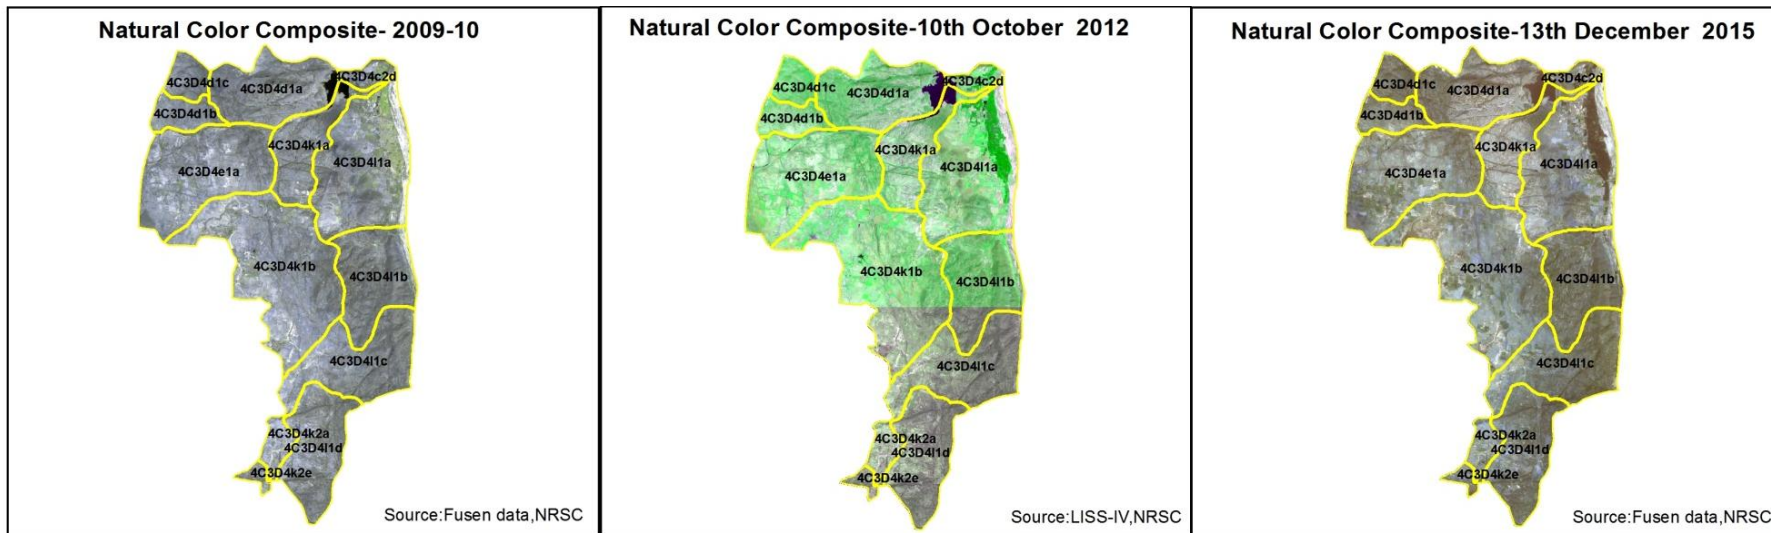 Natural Color Composite- 2009-10
4C3D4c2d
4C3D4d1c
4C3D4d1a
4C3D4d1b
4C3D4k1a
4C3D4l1a
4C3D4e1a
4C3D4k1b
4C3D4l1b
4C3D4l1c
4C3D4k2a
4C3D4l1d
4C3D4k2e
Source:Fusen data,NRSC
Natural Color Composite-10th October 2012
4C3D4c2d
4C3D4d1c
4C3D4d1a
4C3D4d1b
4C3D4k1a
4C3D4l1a
4C3D4e1a
4C3D4k1b
4C3D4l1b
4C3D4l1c
4C3D4k2a
4C3D4l1d
4C3D4k2e
Source:LISS-IV,NRSC
Natural Color Composite-13th December 2015
4C3D4c2d
4C3D4d1c
4C3D4d1a
4C3D4d1b
4C3D4k1a
4C3D4l1a
4C3D4e1a
4C3D4k1b
4C3D4l1b
4C3D4l1c
4C3D4k2a
4C3D4l1d
4C3D4k2e
Source:Fusen data,NRSC